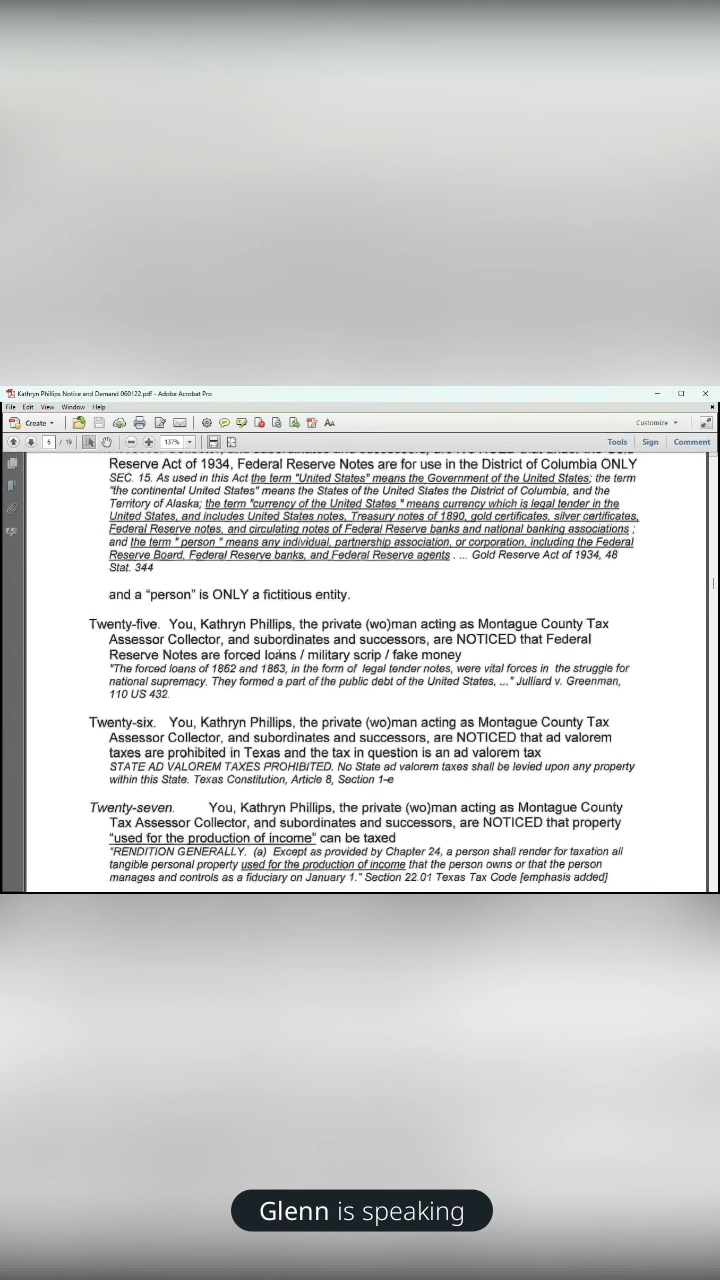 Kathryn Phillips Notice and Demand 060122.pdf - Adobe Acrobat Pro
File Edit View Window Help
Create Customize
6 / 19 137% Tools Sign Comment
Reserve Act of 1934, Federal Reserve Notes are for use in the District of Columbia ONLY
SEC. 15. As used in this Act the term "United States" means the Government of the United States; the term
"the continental United States" means the States of the United States the District of Columbia, and the
Territory of Alaska; the term "currency of the United States " means currency which is legal tender in the
United States, and includes United States notes, Treasury notes of 1890, gold certificates, silver certificates,
Federal Reserve notes, and circulating notes of Federal Reserve banks and national banking associations ;
and the term " person " means any individual, partnership association, or corporation, including the Federal
Reserve Board, Federal Reserve banks, and Federal Reserve agents . ... Gold Reserve Act of 1934, 48
Stat. 344
and a “person” is ONLY a fictitious entity.
Twenty-five. You, Kathryn Phillips, the private (wo)man acting as Montague County Tax
Assessor Collector, and subordinates and successors, are NOTICED that Federal
Reserve Notes are forced loans / military scrip / fake money
"The forced loans of 1862 and 1863, in the form of legal tender notes, were vital forces in the struggle for
national supremacy. They formed a part of the public debt of the United States, ..." Julliard v. Greenman,
110 US 432.
Twenty-six. You, Kathryn Phillips, the private (wo)man acting as Montague County Tax
Assessor Collector, and subordinates and successors, are NOTICED that ad valorem
taxes are prohibited in Texas and the tax in question is an ad valorem tax
STATE AD VALOREM TAXES PROHIBITED. No State ad valorem taxes shall be levied upon any property
within this State. Texas Constitution, Article 8, Section 1-e
Twenty-seven. You, Kathryn Phillips, the private (wo)man acting as Montague County
Tax Assessor Collector, and subordinates and successors, are NOTICED that property
“used for the production of income” can be taxed
"RENDITION GENERALLY. (a) Except as provided by Chapter 24, a person shall render for taxation all
tangible personal property used for the production of income that the person owns or that the person
manages and controls as a fiduciary on January 1." Section 22.01 Texas Tax Code [emphasis added]
Glenn is speaking